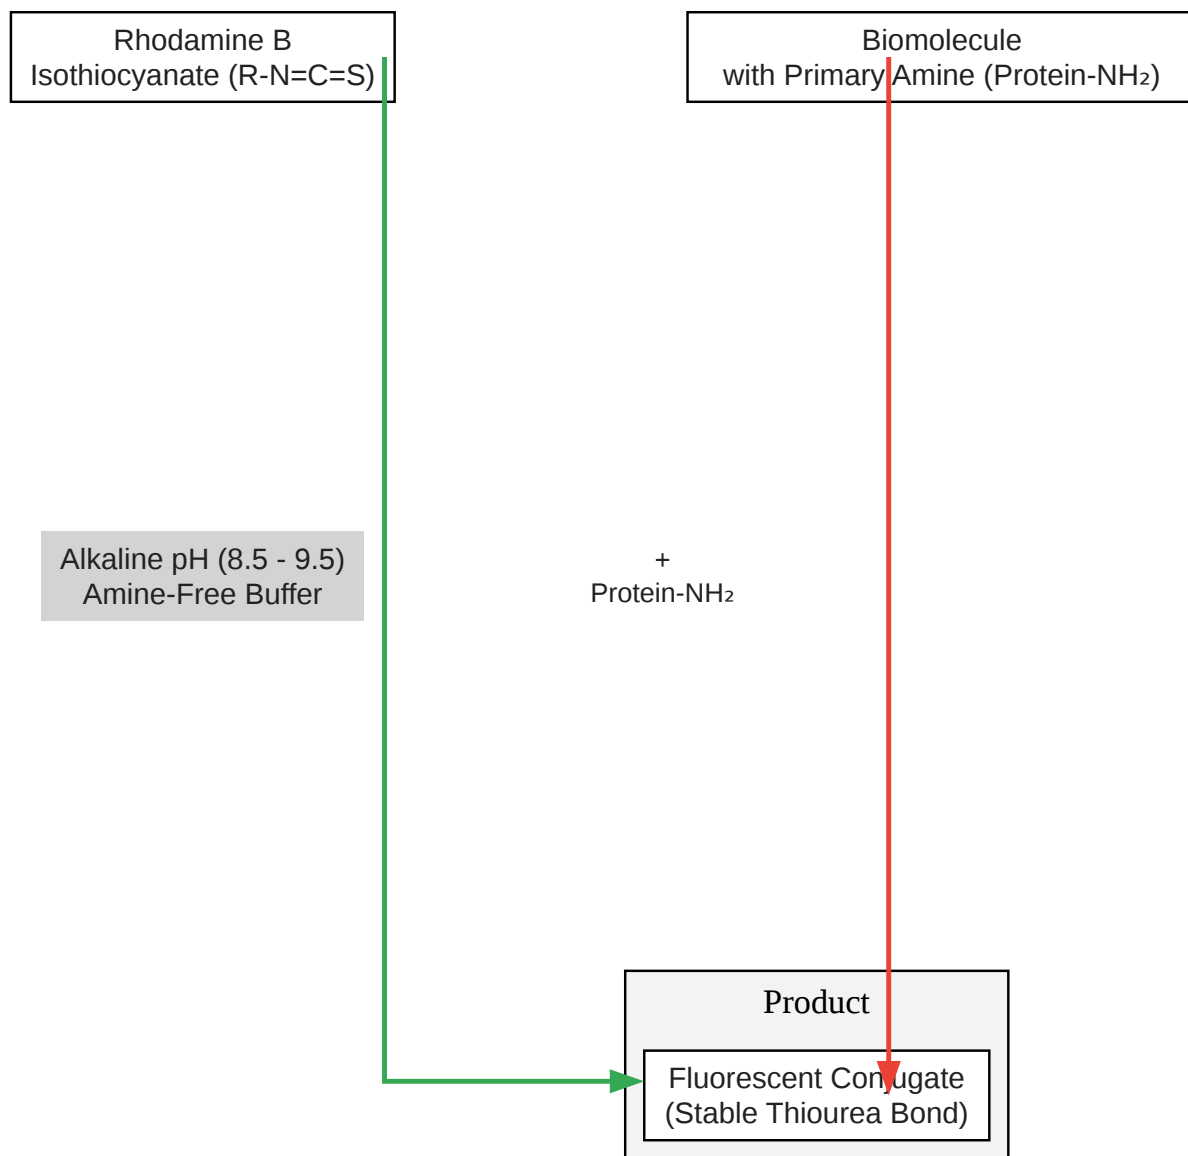 Rhodamine B
Isothiocyanate (R-N=C=S)
Biomolecule
with Primary Amine (Protein-NH₂)
Alkaline pH (8.5 - 9.5)
Amine-Free Buffer
+
Protein-NH₂
Product
Fluorescent Conjugate
(Stable Thiourea Bond)